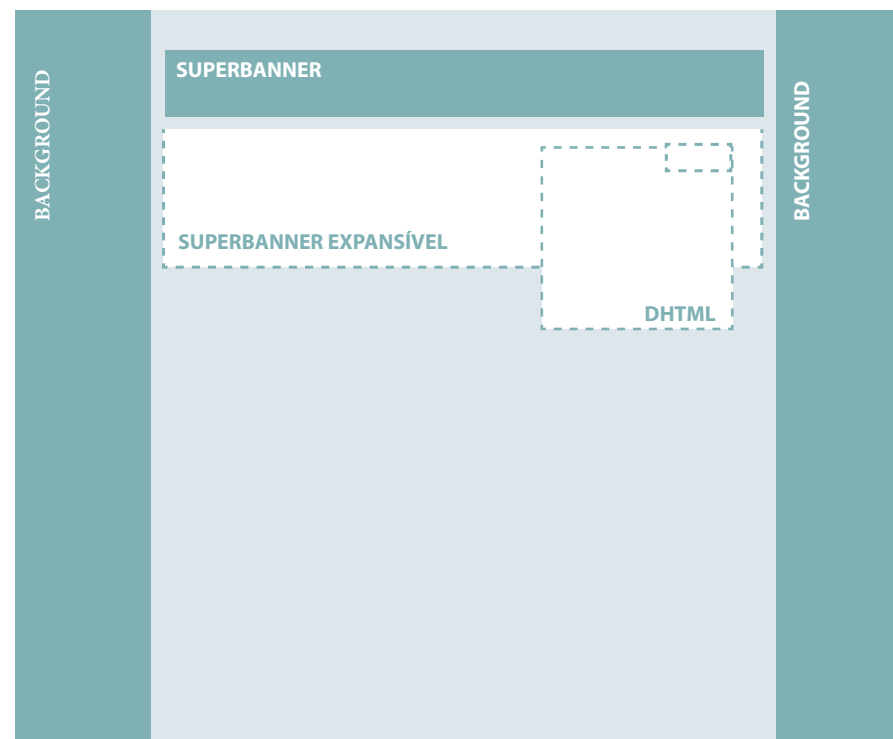 BACKGROUND
SUPERBANNER
SUPERBANNER EXPANSÍVEL
DHTML
BACKGROUND